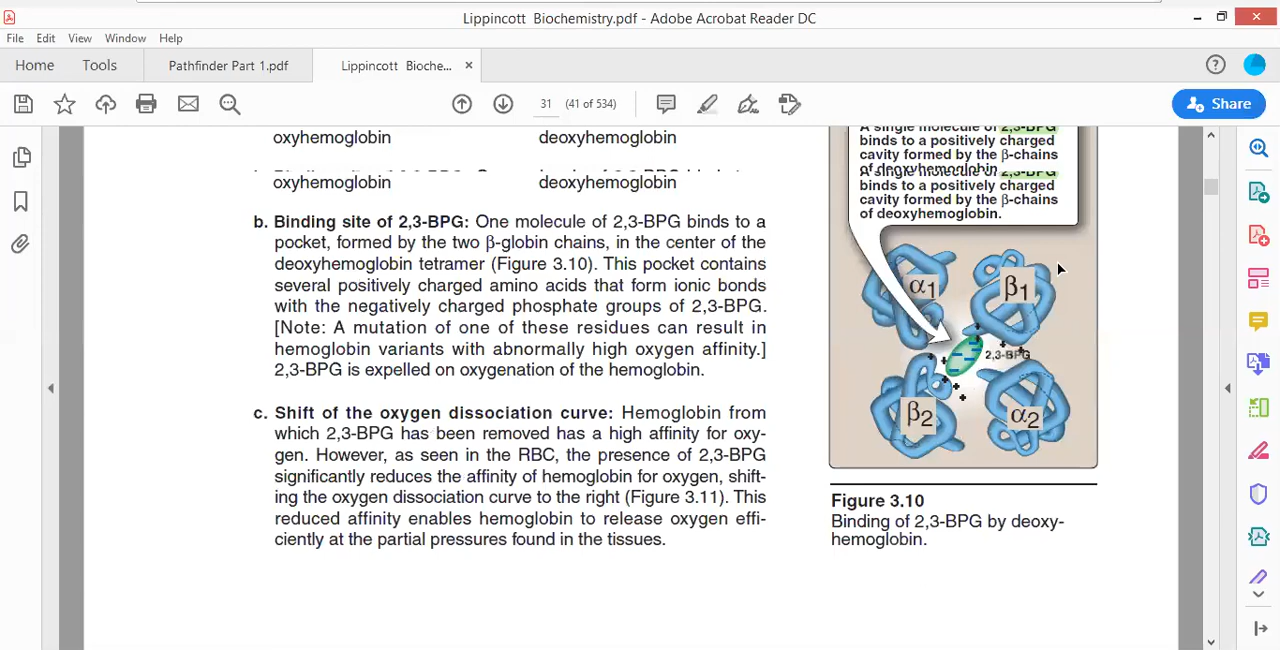 Lippincott Biochemistry.pdf - Adobe Acrobat Reader DC
File Edit View Window Help
Home Tools Pathfinder Part 1.pdf Lippincott Bioche... ×
31 (41 of 534)
Share
oxyhemoglobin deoxyhemoglobin
oxyhemoglobin deoxyhemoglobin
b. Binding site of 2,3-BPG: One molecule of 2,3-BPG binds to a
pocket, formed by the two β-globin chains, in the center of the
deoxyhemoglobin tetramer (Figure 3.10). This pocket contains
several positively charged amino acids that form ionic bonds
with the negatively charged phosphate groups of 2,3-BPG.
[Note: A mutation of one of these residues can result in
hemoglobin variants with abnormally high oxygen affinity.]
2,3-BPG is expelled on oxygenation of the hemoglobin.
c. Shift of the oxygen dissociation curve: Hemoglobin from
which 2,3-BPG has been removed has a high affinity for oxy-
gen. However, as seen in the RBC, the presence of 2,3-BPG
significantly reduces the affinity of hemoglobin for oxygen, shift-
ing the oxygen dissociation curve to the right (Figure 3.11). This
reduced affinity enables hemoglobin to release oxygen effi-
ciently at the partial pressures found in the tissues.
A single molecule of 2,3-BPG
binds to a positively charged
cavity formed by the β-chains
of deoxyhemoglobin.
2,3-BPG
binds to a positively charged
cavity formed by the β-chains
of deoxyhemoglobin.
α1 β1
2,3-BPG
β2 α2
Figure 3.10
Binding of 2,3-BPG by deoxy-
hemoglobin.